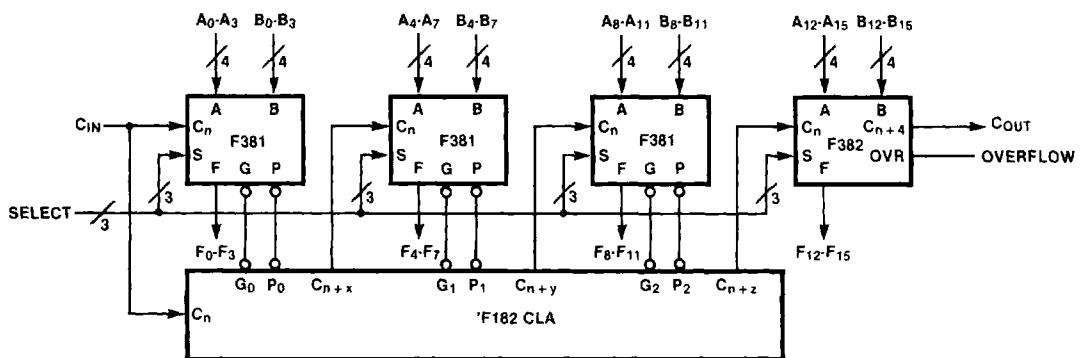 A₀-A₃ B₀-B₃ A₄-A₇ B₄-B₇ A₈-A₁₁ B₈-B₁₁ A₁₂-A₁₅ B₁₂-B₁₅
4 4 4 4 4 4 4 4
A B A B A B A B
C_IN Cₙ F381 Cₙ F381 Cₙ F381 Cₙ Cₙ₊₄ C_OUT
S S S S F382
F G P F G P F G P F OVR OVERFLOW
3 3 3 3
SELECT 3
F₀-F₃ F₄-F₇ F₈-F₁₁ F₁₂-F₁₅
G₀ P₀ Cₙ₊ₓ G₁ P₁ Cₙ₊y G₂ P₂ Cₙ₊z
Cₙ 'F182 CLA